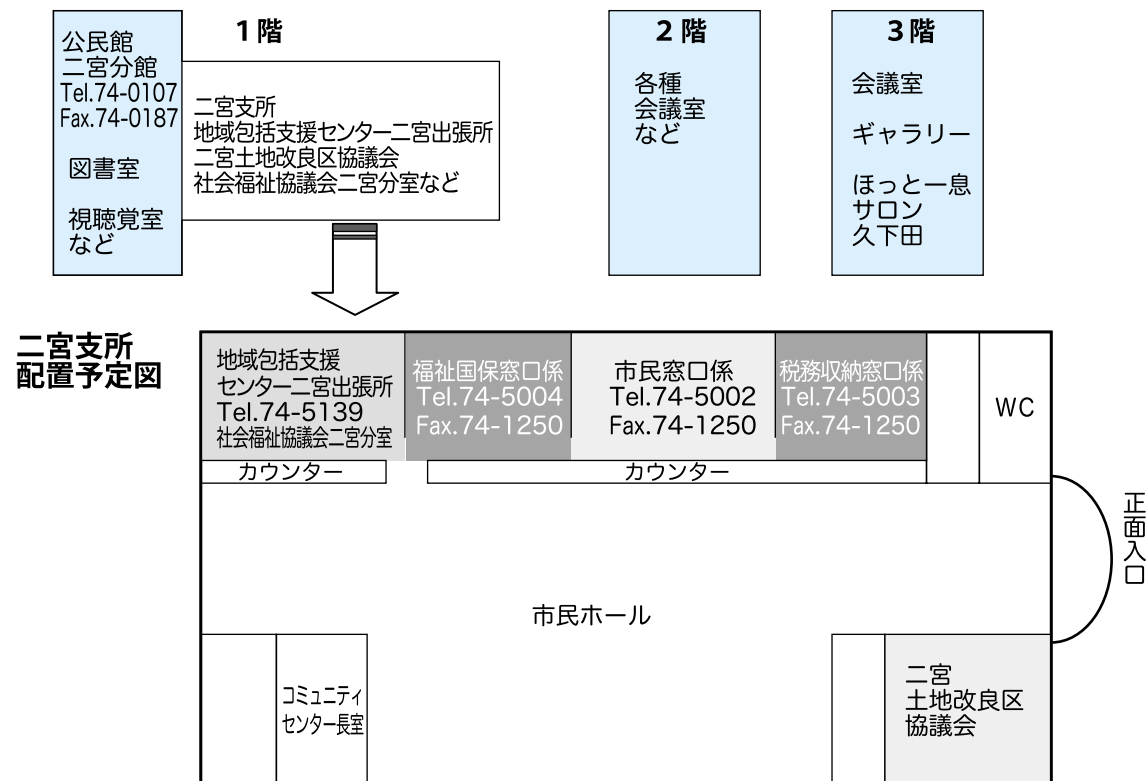 1階
公民館
二宮分館
Tel.74-0107
Fax.74-0187
図書室
視聴覚室
など
二宮支所
地域包括支援センター二宮出張所
二宮土地改良区協議会
社会福祉協議会二宮分室など
2階
各種
会議室
など
3階
会議室
ギャラリー
ほっと一息
サロン
久下田
二宮支所
配置予定図
地域包括支援
センター二宮出張所
Tel.74-5139
社会福祉協議会二宮分室
福祉国保窓口係
Tel.74-5004
Fax.74-1250
市民窓口係
Tel.74-5002
Fax.74-1250
税務収納窓口係
Tel.74-5003
Fax.74-1250
WC
カウンター
カウンター
正面入口
市民ホール
コミュニティ
センター長室
二宮
土地改良区
協議会